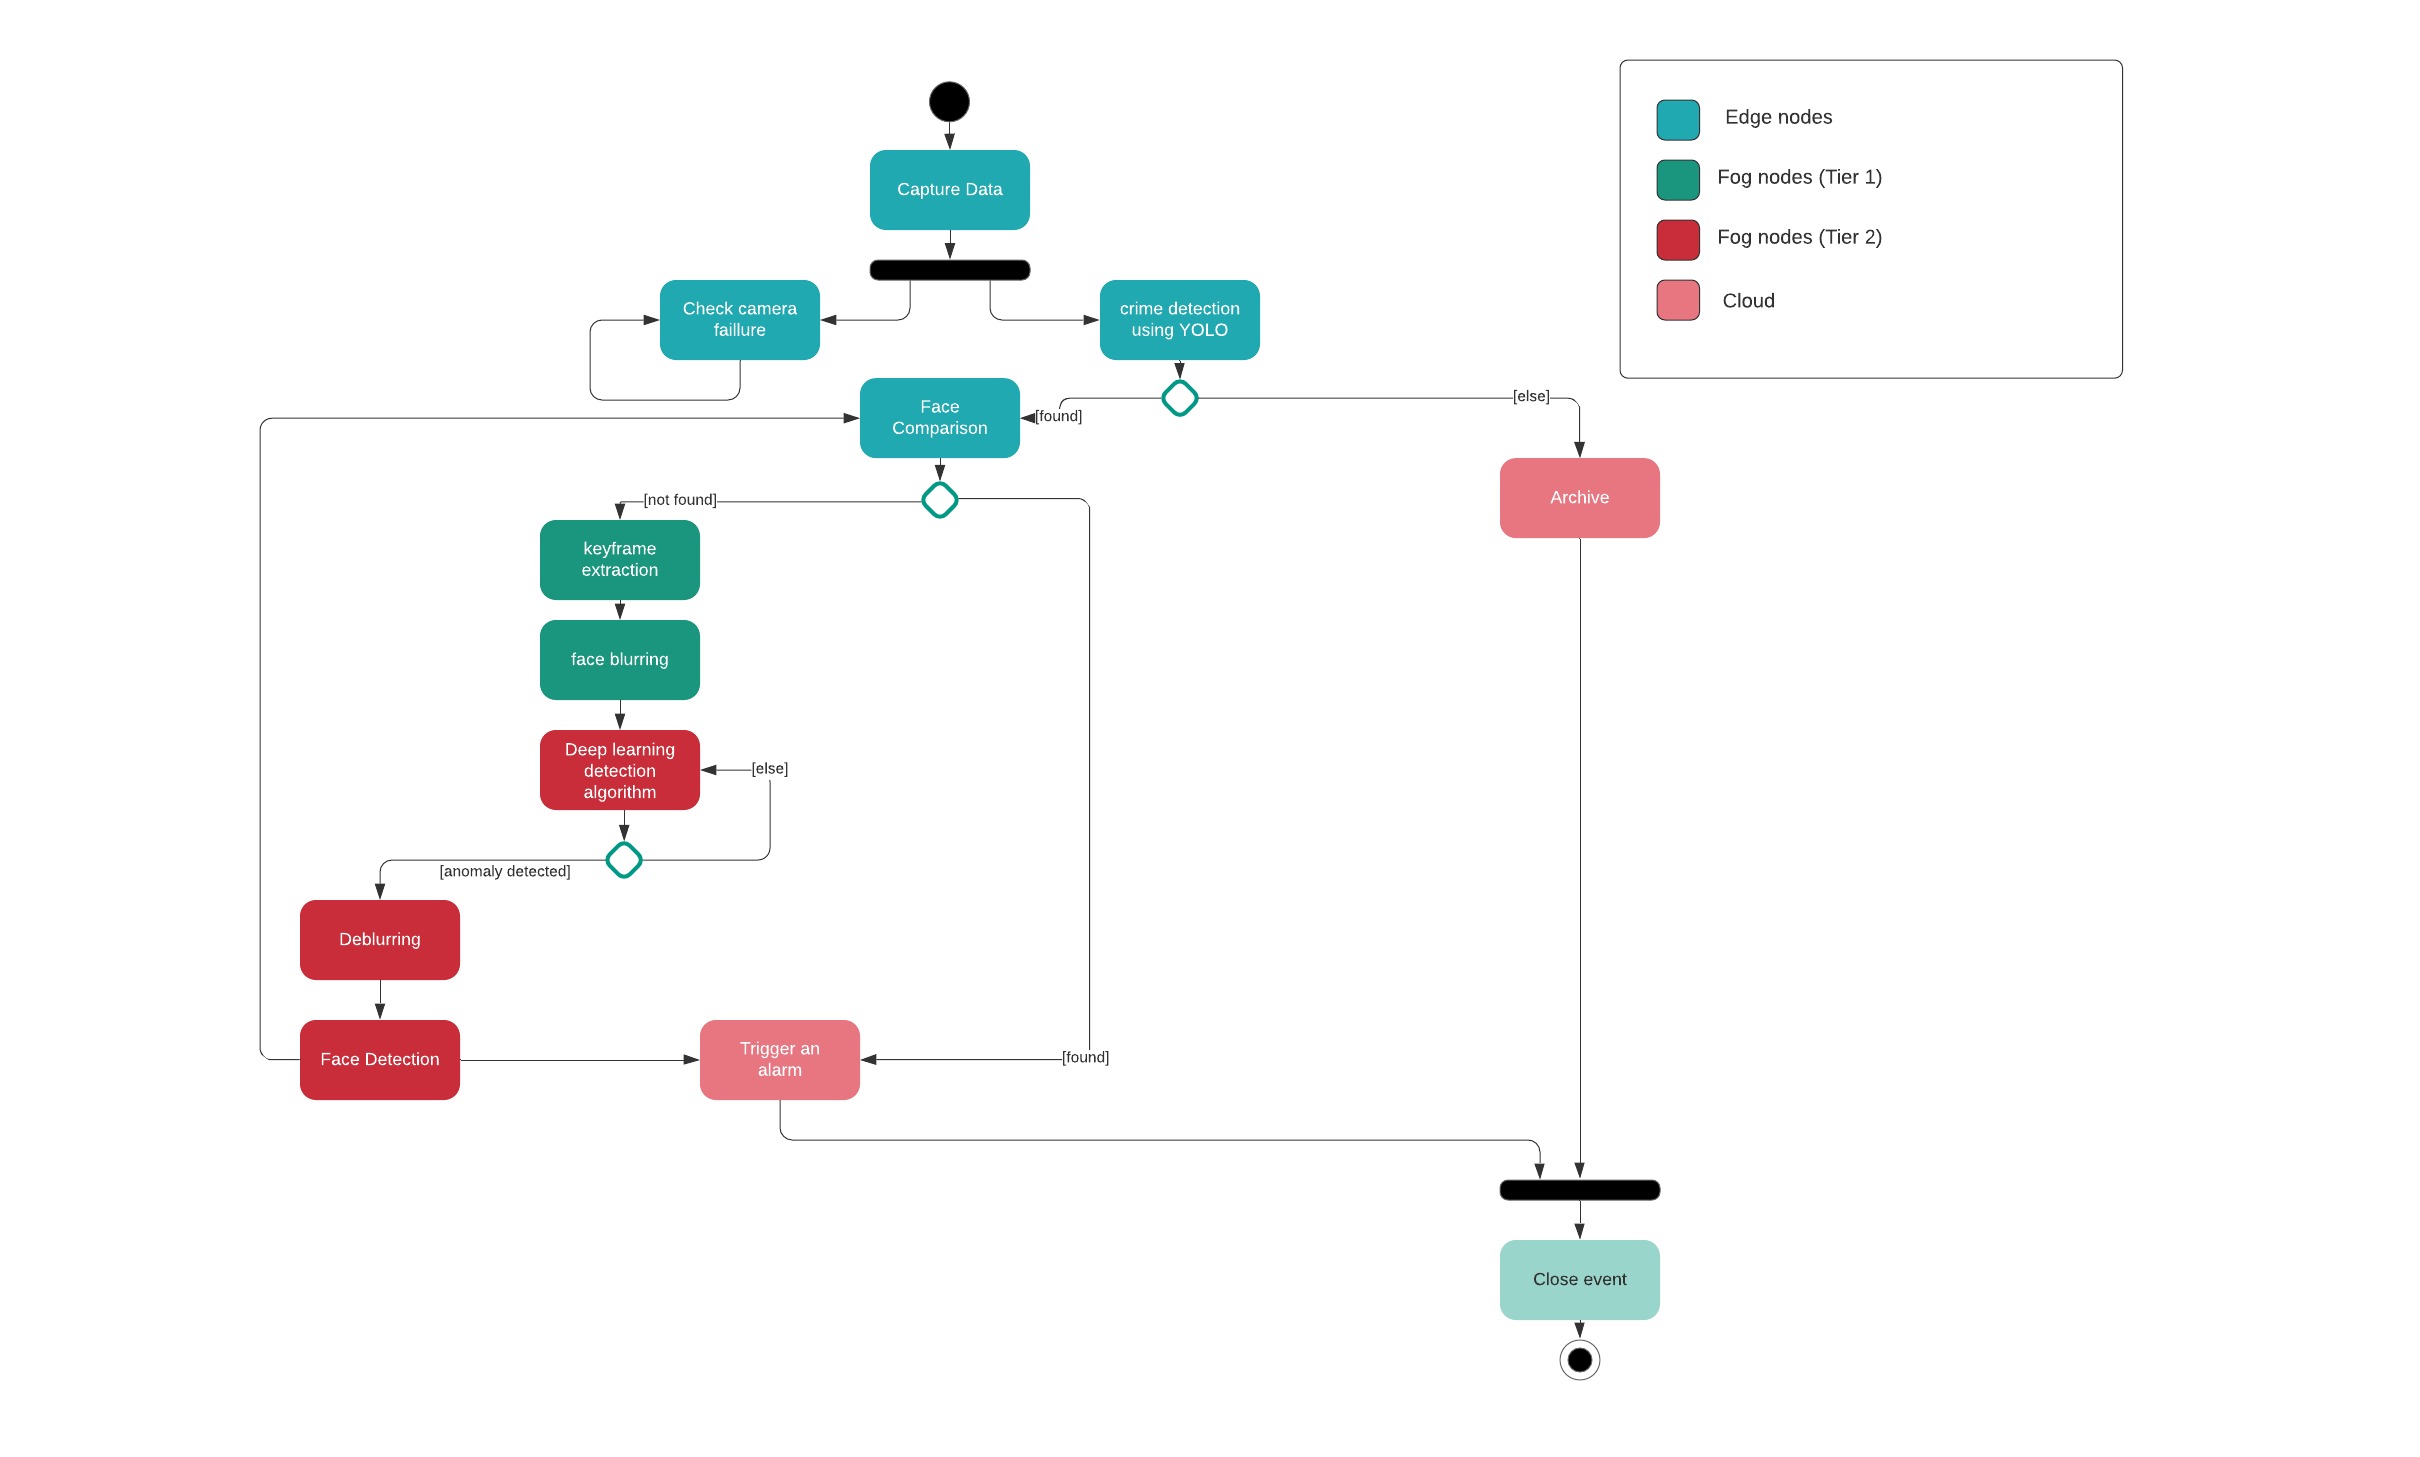 Edge nodes
Fog nodes (Tier 1)
Fog nodes (Tier 2)
Cloud
Capture Data
Check camera
faillure
crime detection
using YOLO
Face
Comparison
[found]
[else]
Archive
[not found]
keyframe
extraction
face blurring
Deep learning
detection
algorithm
[else]
[anomaly detected]
Deblurring
Face Detection
Trigger an
alarm
[found]
Close event